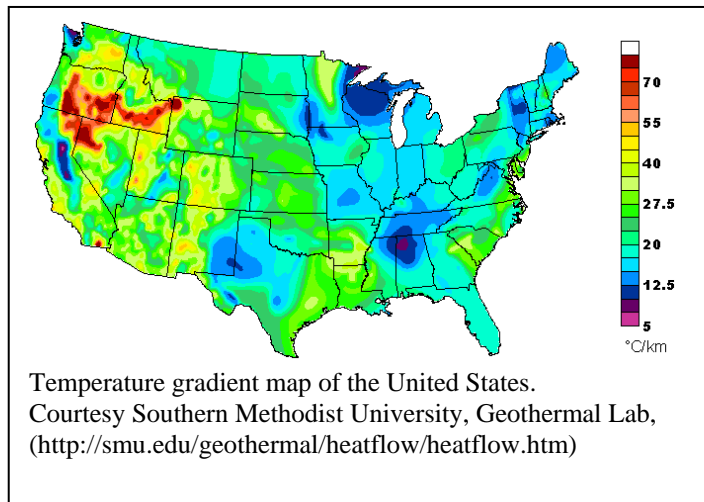 70
55
40
27.5
20
12.5
5
°C/km
Temperature gradient map of the United States.
Courtesy Southern Methodist University, Geothermal Lab,
(http://smu.edu/geothermal/heatflow/heatflow.htm)